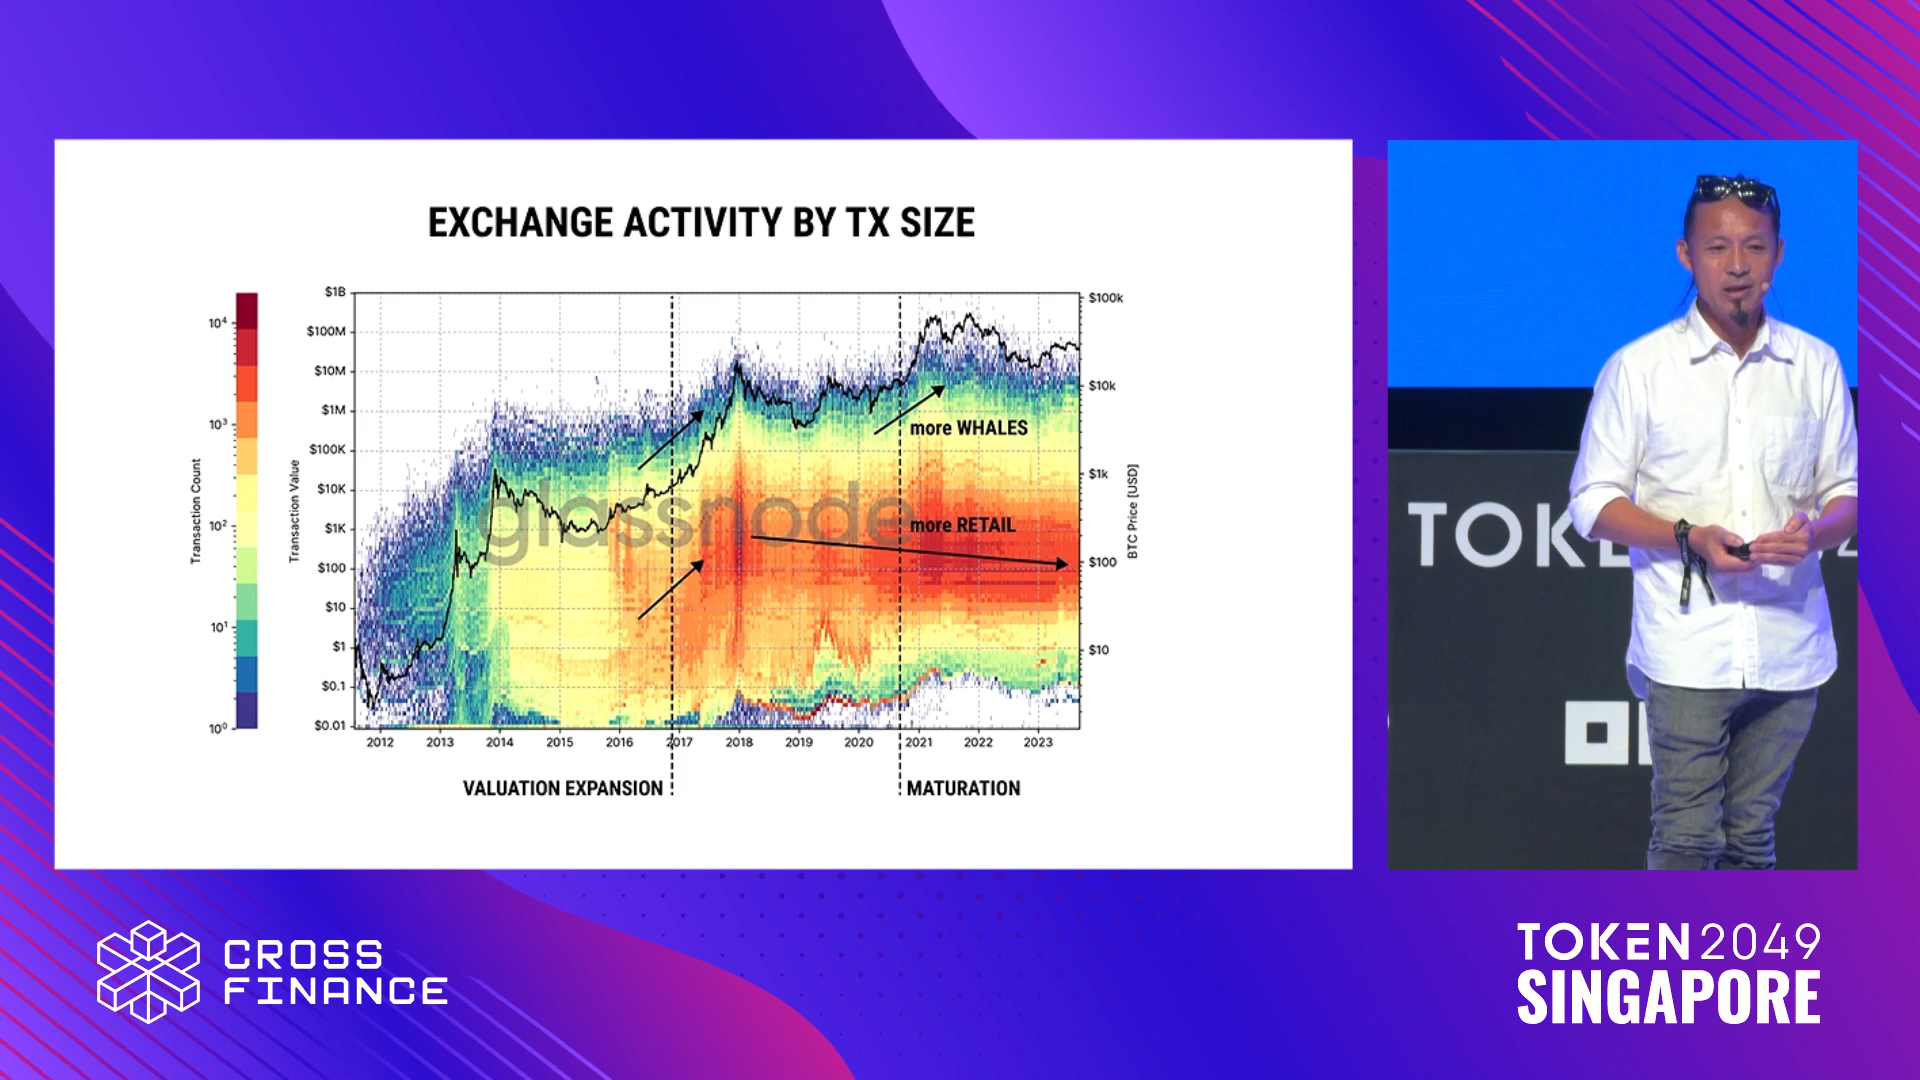 EXCHANGE ACTIVITY BY TX SIZE
10⁴
10³
10²
10¹
10⁰
Transaction Count
Transaction Value
$1B
$100M
$10M
$1M
$100K
$10K
$1K
$100
$10
$1
$0.1
$0.01
$100k
$10k
$1k
$100
$10
BTC Price [USD]
more WHALES
glassnode
more RETAIL
2012 2013 2014 2015 2016 2017 2018 2019 2020 2021 2022 2023
VALUATION EXPANSION
MATURATION
CROSS
FINANCE
TOKEN2049
SINGAPORE